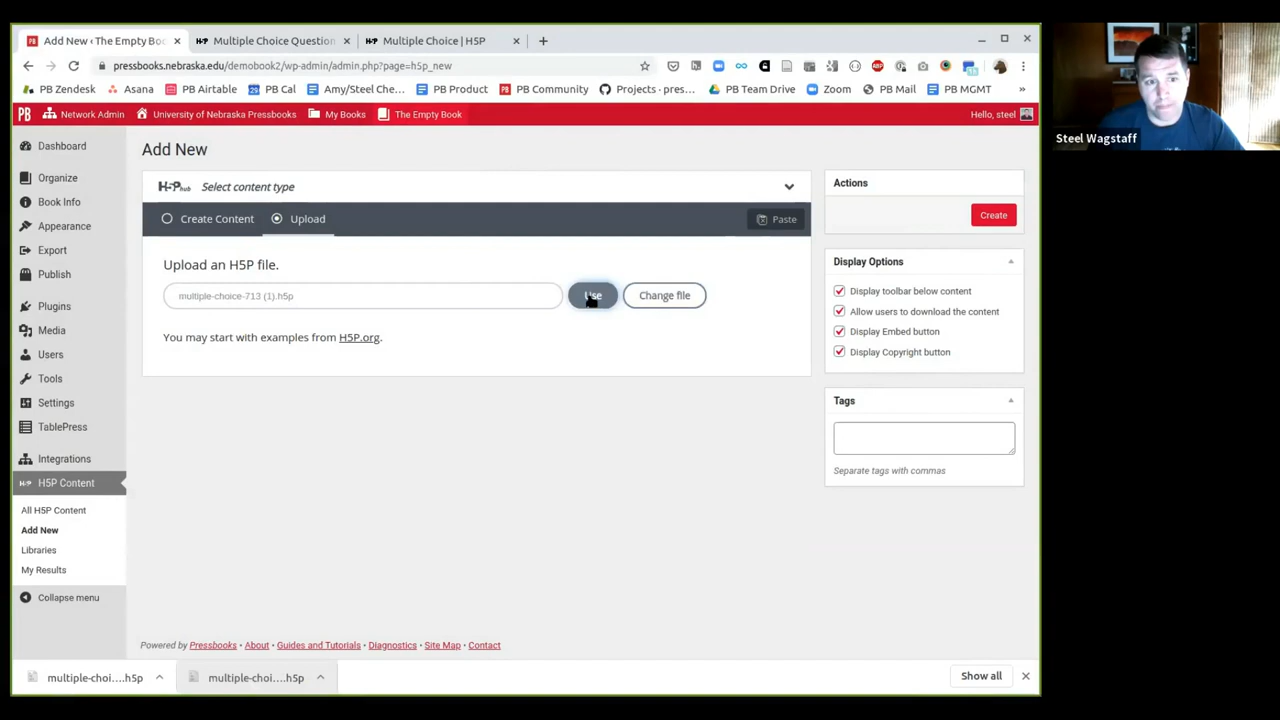 Add New ‹ The Empty Boo
Multiple Choice Question
Multiple Choice | H5P
pressbooks.nebraska.edu/demobook2/wp-admin/admin.php?page=h5p_new
PB Zendesk
Asana
PB Airtable
PB Cal
Amy/Steel Che…
PB Product
PB Community
Projects · pres…
PB Team Drive
Zoom
PB Mail
PB MGMT
Network Admin
University of Nebraska Pressbooks
My Books
The Empty Book
Hello, steel
Steel Wagstaff
Dashboard
Organize
Book Info
Appearance
Export
Publish
Plugins
Media
Users
Tools
Settings
TablePress
Integrations
H5P Content
All H5P Content
Add New
Libraries
My Results
Collapse menu
Add New
H5P hub Select content type
Create Content
Upload
Paste
Upload an H5P file.
multiple-choice-713 (1).h5p
Use
Change file
You may start with examples from H5P.org.
Actions
Create
Display Options
Display toolbar below content
Allow users to download the content
Display Embed button
Display Copyright button
Tags
Separate tags with commas
Powered by Pressbooks • About • Guides and Tutorials • Diagnostics • Site Map • Contact
multiple-choi….h5p
multiple-choi….h5p
Show all